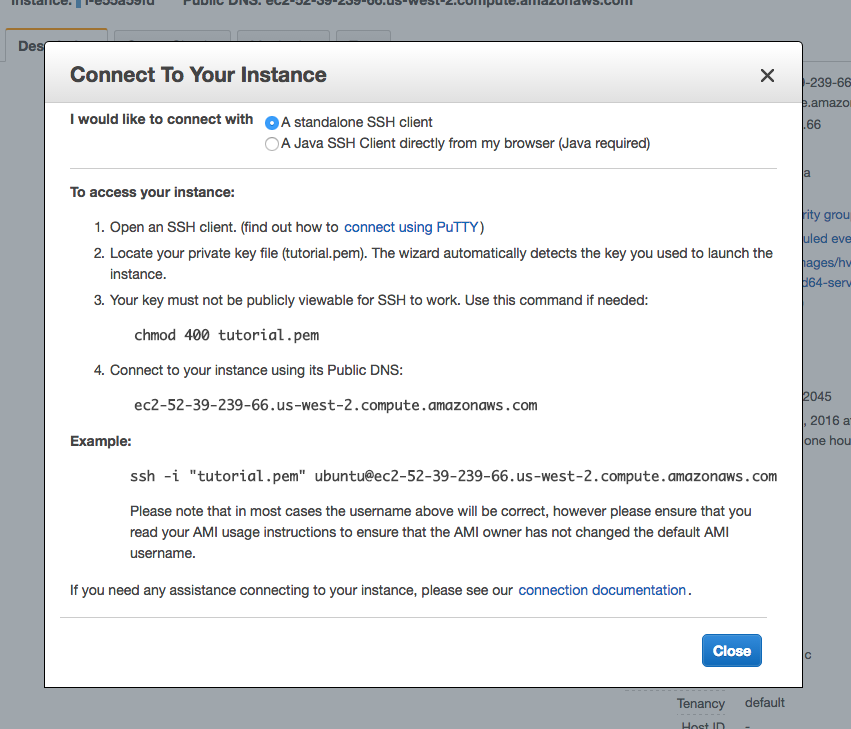 Instance: i-e55a59fd Public DNS: ec2-52-39-239-66.us-west-2.compute.amazonaws.com
Des
Connect To Your Instance
I would like to connect with
A standalone SSH client
A Java SSH Client directly from my browser (Java required)
To access your instance:
1. Open an SSH client. (find out how to connect using PuTTY)
2. Locate your private key file (tutorial.pem). The wizard automatically detects the key you used to launch the
instance.
3. Your key must not be publicly viewable for SSH to work. Use this command if needed:
chmod 400 tutorial.pem
4. Connect to your instance using its Public DNS:
ec2-52-39-239-66.us-west-2.compute.amazonaws.com
Example:
ssh -i "tutorial.pem" ubuntu@ec2-52-39-239-66.us-west-2.compute.amazonaws.com
Please note that in most cases the username above will be correct, however please ensure that you
read your AMI usage instructions to ensure that the AMI owner has not changed the default AMI
username.
If you need any assistance connecting to your instance, please see our connection documentation.
Close
-239-66
e.amazo
.66
a
rity grou
uled eve
nages/hv
d64-serv
2045
, 2016 a
one hou
c
Tenancy default
Host ID -